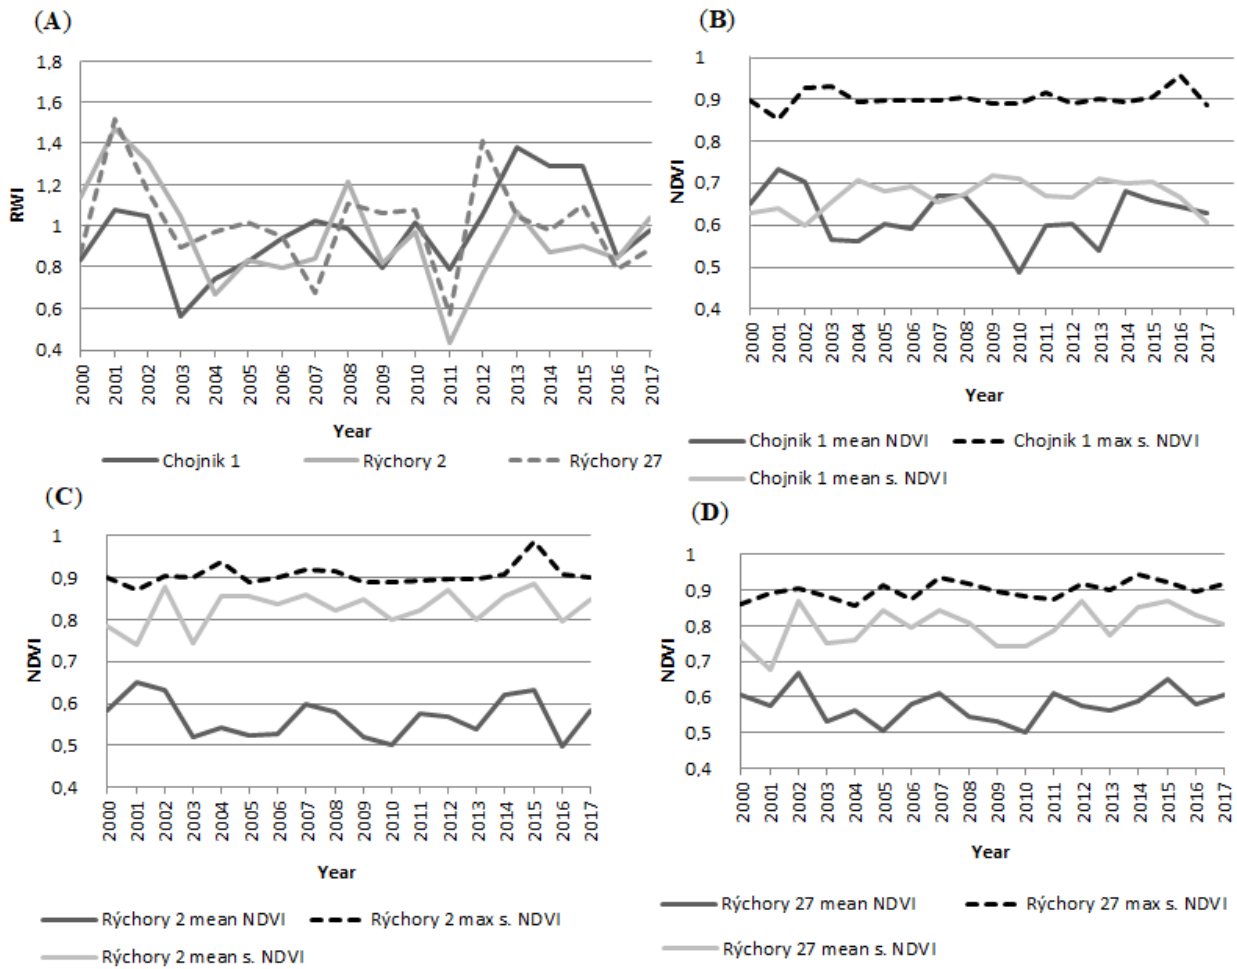 (A)
1,8
1,6
1,4
1,2
1
0,8
0,6
0,4
RWI
2000 2001 2002 2003 2004 2005 2006 2007 2008 2009 2010 2011 2012 2013 2014 2015 2016 2017
Year
Chojnik 1 Rýchory 2 Rýchory 27
(B)
1
0,9
0,8
0,7
0,6
0,5
0,4
NDVI
2000 2001 2002 2003 2004 2005 2006 2007 2008 2009 2010 2011 2012 2013 2014 2015 2016 2017
Year
Chojnik 1 mean NDVI Chojnik 1 max s. NDVI
Chojnik 1 mean s. NDVI
(C)
1
0,9
0,8
0,7
0,6
0,5
0,4
NDVI
2000 2001 2002 2003 2004 2005 2006 2007 2008 2009 2010 2011 2012 2013 2014 2015 2016 2017
Year
Rýchory 2 mean NDVI Rýchory 2 max s. NDVI
Rýchory 2 mean s. NDVI
(D)
1
0,9
0,8
0,7
0,6
0,5
0,4
NDVI
2000 2001 2002 2003 2004 2005 2006 2007 2008 2009 2010 2011 2012 2013 2014 2015 2016 2017
Year
Rýchory 27 mean NDVI Rýchory 27 max s. NDVI
Rýchory 27 mean s. NDVI